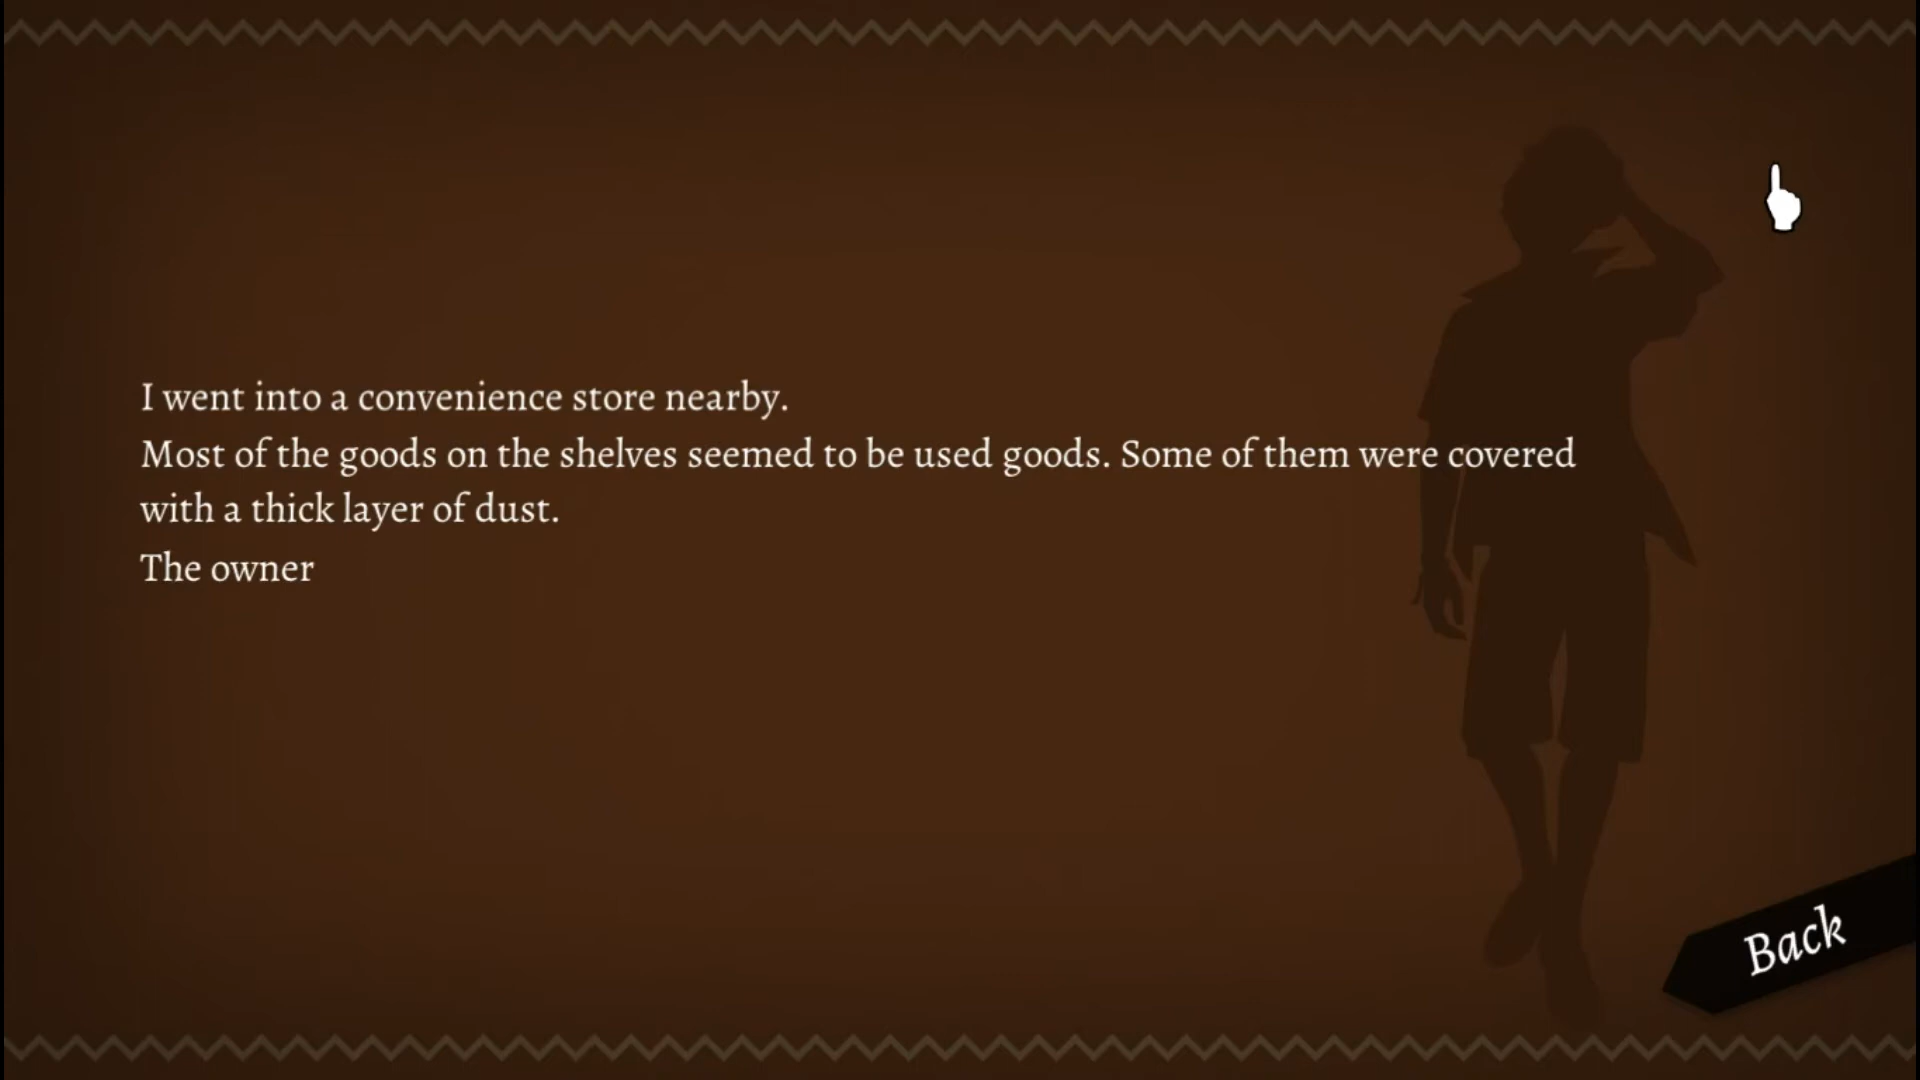 I went into a convenience store nearby.
Most of the goods on the shelves seemed to be used goods. Some of them were covered
with a thick layer of dust.
The owner
Back